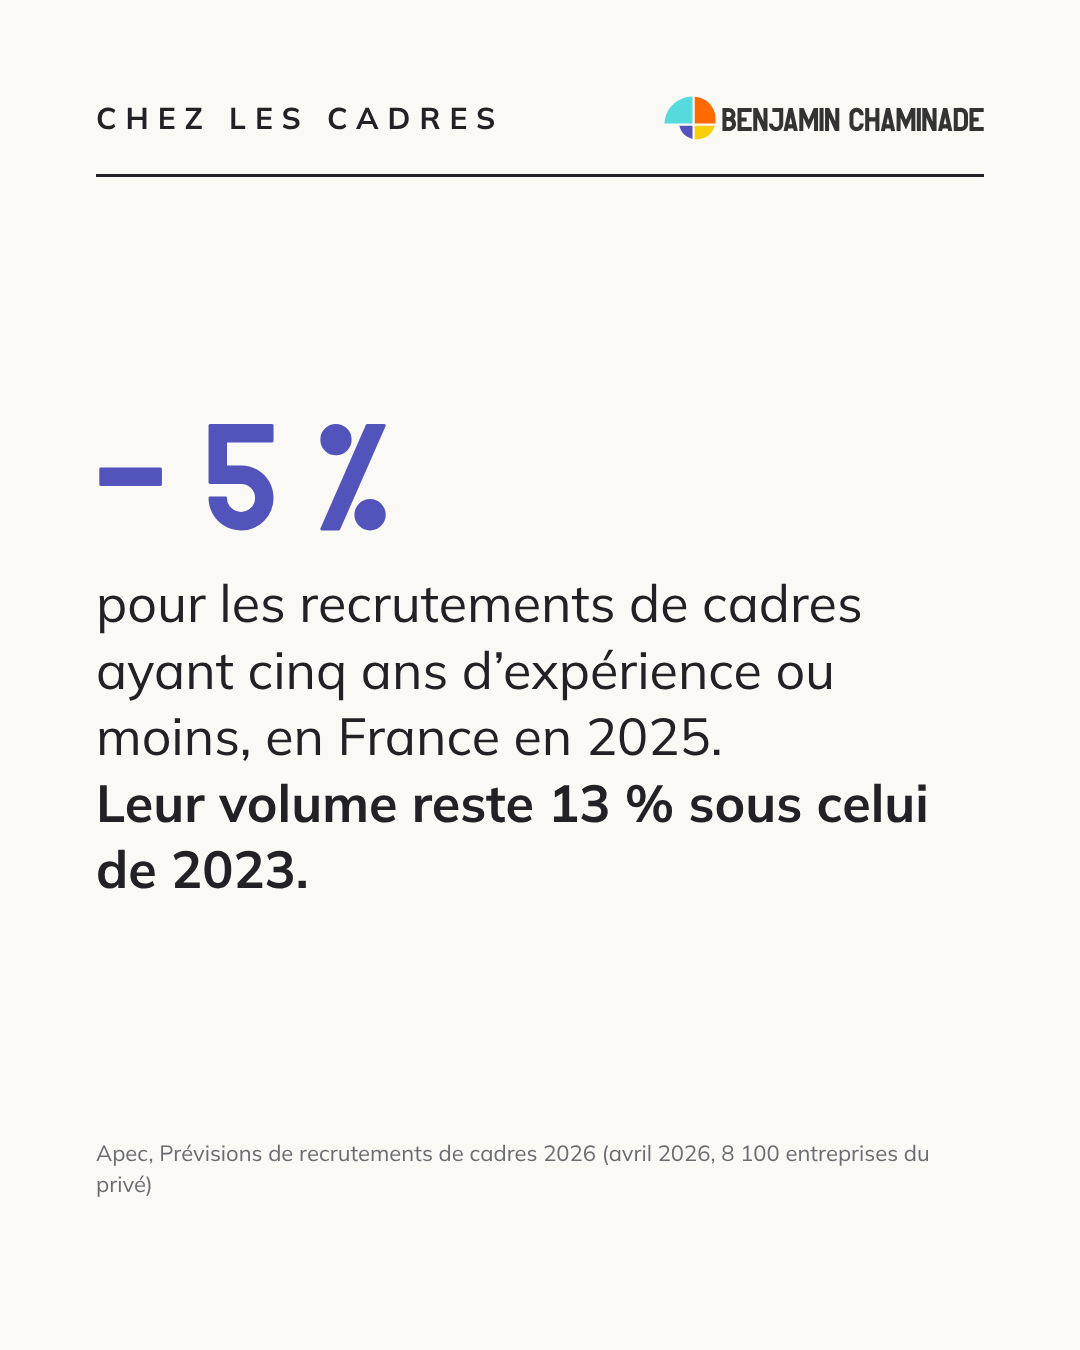 CHEZ LES CADRES
BENJAMIN CHAMINADE
– 5 %
pour les recrutements de cadres
ayant cinq ans d’expérience ou
moins, en France en 2025.
Leur volume reste 13 % sous celui
de 2023.
Apec, Prévisions de recrutements de cadres 2026 (avril 2026, 8 100 entreprises du
privé)